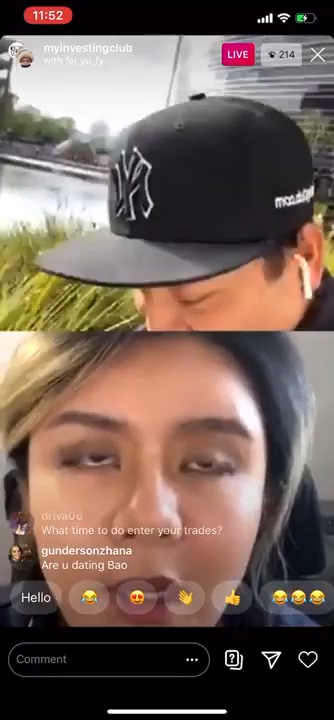 11:52
myinvestingclub
with fei_yu_fy
LIVE
214
driva06
What time to do enter your trades?
gundersonzhana
Are u dating Bao
Hello
Comment